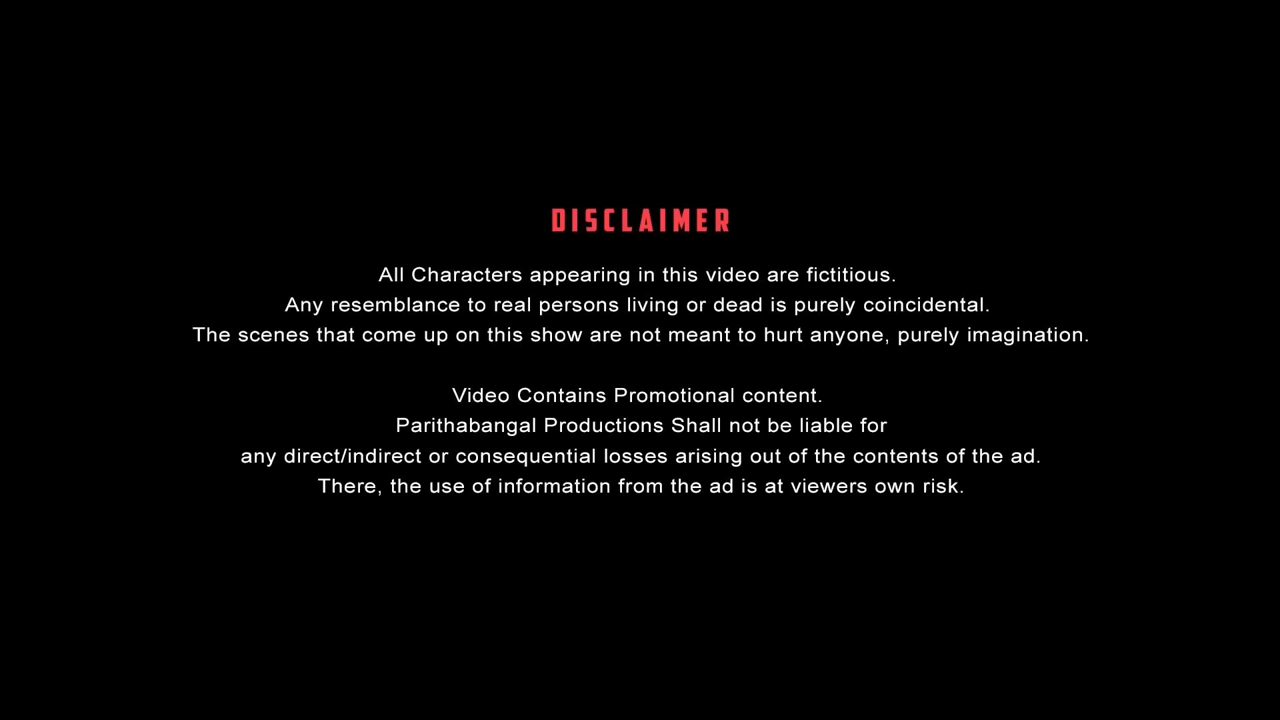 DISCLAIMER
All Characters appearing in this video are fictitious.
Any resemblance to real persons living or dead is purely coincidental.
The scenes that come up on this show are not meant to hurt anyone, purely imagination.
Video Contains Promotional content.
Parithabangal Productions Shall not be liable for
any direct/indirect or consequential losses arising out of the contents of the ad.
There, the use of information from the ad is at viewers own risk.